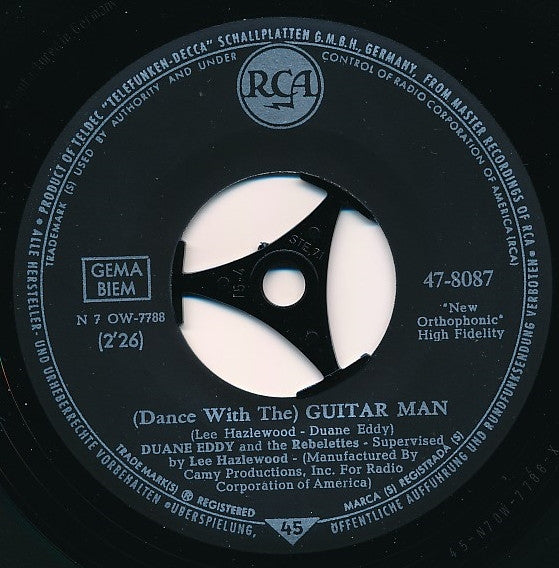 PRODUCT OF TELDEC "TELEFUNKEN-DECCA" SCHALLPLATTEN G.M.B.H., GERMANY, FROM MASTER RECORDINGS OF RCA
TRADEMARK (S) USED BY AUTHORITY AND UNDER CONTROL OF RADIO CORPORATION OF AMERICA (RCA)
RCA
GEMA
BIEM
N 7 OW-7788
(2'26)
47-8087
"New
Orthophonic"
High Fidelity
(Dance With The) GUITAR MAN
(Lee Hazlewood - Duane Eddy)
DUANE EDDY and the Rebelettes - Supervised
by Lee Hazlewood - (Manufactured By
Camy Productions, Inc. For Radio
Corporation of America)
TRADEMARK(S) ® REGISTERED
MARCA (S) REGISTRADA (S)
• ALLE HERSTELLER- UND URHEBERRECHTE VORBEHALTEN • ÜBERSPIELUNG,
45
ÖFFENTLICHE AUFFÜHRUNG UND RUNDFUNKSENDUNG VERBOTEN •